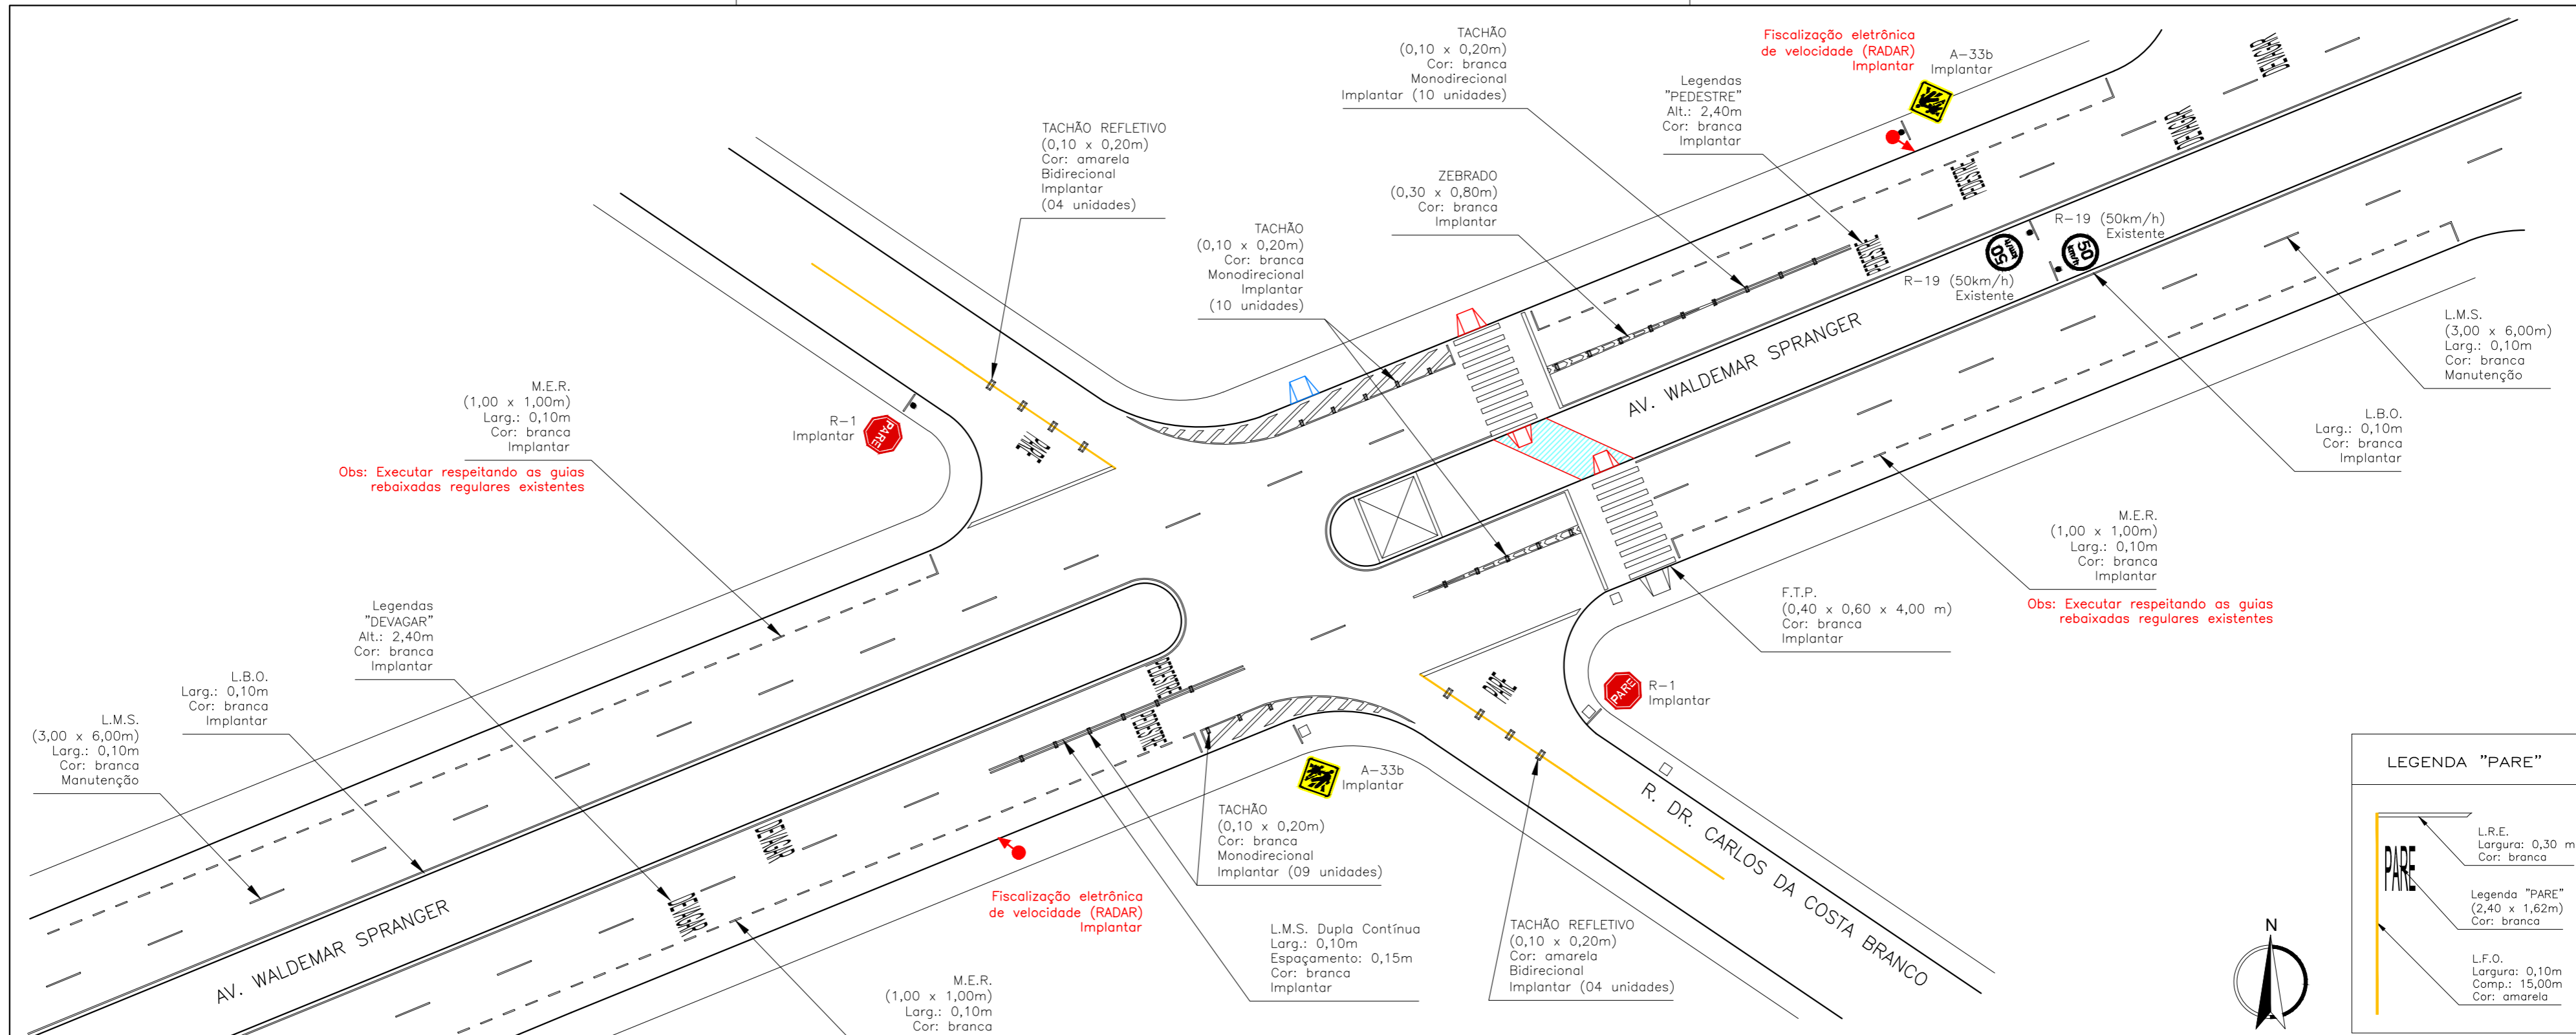 TACHÃO
(0,10 x 0,20m)
Cor: branca
Monodirecional
Implantar (10 unidades)
Fiscalização eletrônica
de velocidade (RADAR)
Implantar
A-33b
Implantar
Legendas
"PEDESTRE"
Alt.: 2,40m
Cor: branca
Implantar
DEVAGAR
DEVAGAR
TACHÃO REFLETIVO
(0,10 x 0,20m)
Cor: amarela
Bidirecional
Implantar
(04 unidades)
ZEBRADO
(0,30 x 0,80m)
Cor: branca
Implantar
PEDESTRE
PEDESTRE
TACHÃO
(0,10 x 0,20m)
Cor: branca
Monodirecional
Implantar
(10 unidades)
R-19 (50km/h)
Existente
50
km/h
50
km/h
R-19 (50km/h)
Existente
AV. WALDEMAR SPRANGER
L.M.S.
(3,00 x 6,00m)
Larg.: 0,10m
Cor: branca
Manutenção
M.E.R.
(1,00 x 1,00m)
Larg.: 0,10m
Cor: branca
Implantar
Obs: Executar respeitando as guias
rebaixadas regulares existentes
R-1
Implantar
PARE
PARE
L.B.O.
Larg.: 0,10m
Cor: branca
Implantar
M.E.R.
(1,00 x 1,00m)
Larg.: 0,10m
Cor: branca
Implantar
Obs: Executar respeitando as guias
rebaixadas regulares existentes
Legendas
"DEVAGAR"
Alt.: 2,40m
Cor: branca
Implantar
F.T.P.
(0,40 x 0,60 x 4,00 m)
Cor: branca
Implantar
L.B.O.
Larg.: 0,10m
Cor: branca
Implantar
L.M.S.
(3,00 x 6,00m)
Larg.: 0,10m
Cor: branca
Manutenção
PEDESTRE
PEDESTRE
PARE
PARE
R-1
Implantar
A-33b
Implantar
TACHÃO
(0,10 x 0,20m)
Cor: branca
Monodirecional
Implantar (09 unidades)
DEVAGAR
DEVAGAR
Fiscalização eletrônica
de velocidade (RADAR)
Implantar
R. DR. CARLOS DA COSTA BRANCO
AV. WALDEMAR SPRANGER
L.M.S. Dupla Contínua
Larg.: 0,10m
Espaçamento: 0,15m
Cor: branca
Implantar
TACHÃO REFLETIVO
(0,10 x 0,20m)
Cor: amarela
Bidirecional
Implantar (04 unidades)
M.E.R.
(1,00 x 1,00m)
Larg.: 0,10m
Cor: branca
N
LEGENDA "PARE"
PARE
L.R.E.
Largura: 0,30 m
Cor: branca
Legenda "PARE"
(2,40 x 1,62m)
Cor: branca
L.F.O.
Largura: 0,10m
Comp.: 15,00m
Cor: amarela